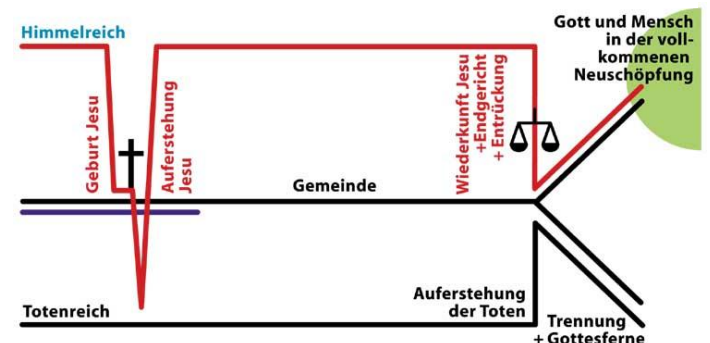 Himmelreich
Geburt Jesu
Auferstehung
Jesu
Gemeinde
Wiederkunft Jesu
+Endgericht
+ Entrückung
Gott und Mensch
in der voll-
kommenen
Neuschöpfung
Totenreich
Auferstehung
der Toten
Trennung
+ Gottesferne